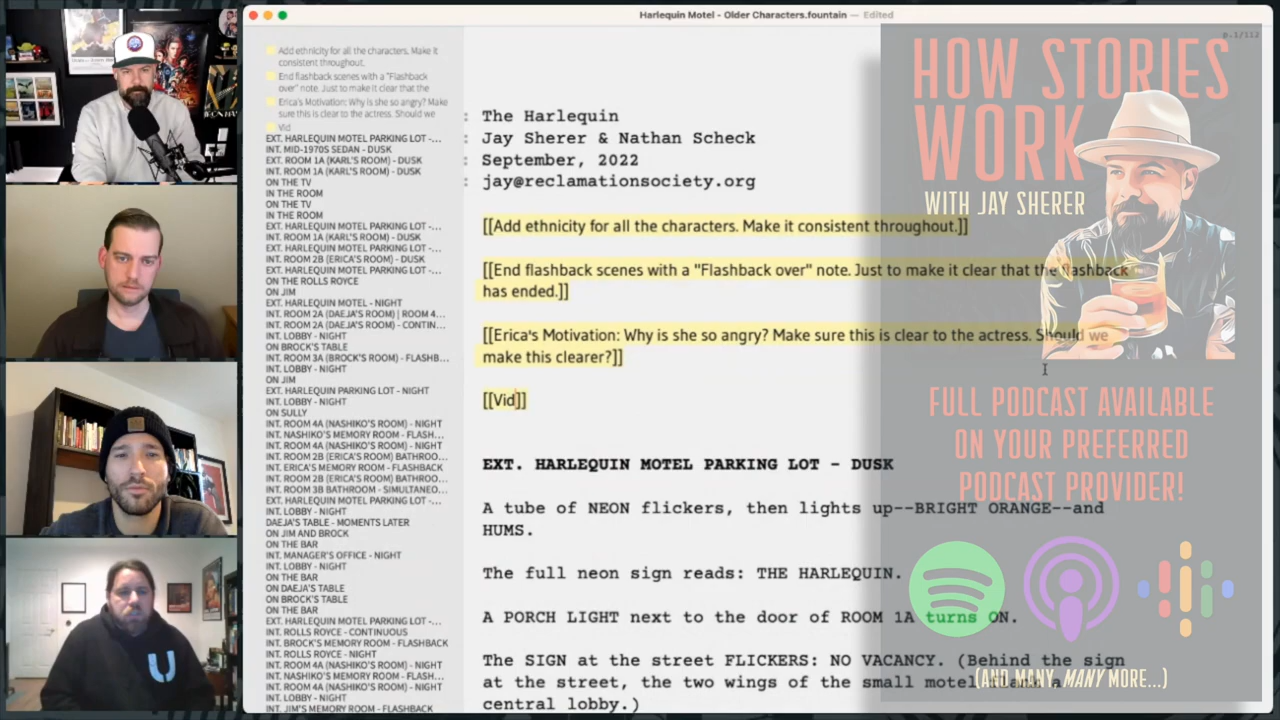 Harlequin Motel - Older Characters.fountain — Edited
p.1/112
Add ethnicity for all the characters. Make it
consistent throughout.
End flashback scenes with a "Flashback
over" note. Just to make it clear that the
Erica's Motivation: Why is she so angry? Make
sure this is clear to the actress. Should we
Vid
EXT. HARLEQUIN MOTEL PARKING LOT -...
INT. MID-1970S SEDAN - DUSK
EXT. ROOM 1A (KARL'S ROOM) - DUSK
INT. ROOM 1A (KARL'S ROOM) - DUSK
ON THE TV
IN THE ROOM
ON THE TV
IN THE ROOM
EXT. HARLEQUIN MOTEL PARKING LOT -...
INT. ROOM 1A (KARL'S ROOM) - DUSK
EXT. HARLEQUIN MOTEL PARKING LOT -...
INT. ROOM 2B (ERICA'S ROOM) - DUSK
EXT. HARLEQUIN MOTEL PARKING LOT -...
ON THE ROLLS ROYCE
ON JIM
EXT. HARLEQUIN MOTEL - NIGHT
INT. ROOM 2A (DAEJA'S ROOM) | ROOM 4...
INT. ROOM 2A (DAEJA'S ROOM) - CONTIN...
INT. LOBBY - NIGHT
ON BROCK'S TABLE
INT. ROOM 3A (BROCK'S ROOM) - FLASHB...
INT. LOBBY - NIGHT
ON JIM
EXT. HARLEQUIN PARKING LOT - NIGHT
INT. LOBBY - NIGHT
ON SULLY
INT. ROOM 4A (NASHIKO'S ROOM) - NIGHT
INT. NASHIKO'S MEMORY ROOM - FLASH...
INT. ROOM 4A (NASHIKO'S ROOM) - NIGHT
INT. ROOM 2B (ERICA'S ROOM) BATHROO...
INT. ERICA'S MEMORY ROOM - FLASHBACK
INT. ROOM 2B (ERICA'S ROOM) BATHROO...
INT. ROOM 3B BATHROOM - SIMULTANEO...
EXT. HARLEQUIN MOTEL PARKING LOT -...
INT. LOBBY - NIGHT
DAEJA'S TABLE - MOMENTS LATER
ON JIM AND BROCK
ON THE BAR
INT. MANAGER'S OFFICE - NIGHT
INT. LOBBY - NIGHT
ON THE BAR
ON DAEJA'S TABLE
ON BROCK'S TABLE
ON THE BAR
EXT. HARLEQUIN MOTEL PARKING LOT -...
INT. ROLLS ROYCE - CONTINUOUS
INT. BROCK'S MEMORY ROOM - FLASHBACK
INT. ROLLS ROYCE - NIGHT
INT. ROOM 4A (NASHIKO'S ROOM) - NIGHT
INT. NASHIKO'S MEMORY ROOM - FLASH...
INT. ROOM 4A (NASHIKO'S ROOM) - NIGHT
INT. LOBBY - NIGHT
INT. JIM'S MEMORY ROOM - FLASHBACK
: The Harlequin
: Jay Sherer & Nathan Scheck
: September, 2022
: jay@reclamationsociety.org
[[Add ethnicity for all the characters. Make it consistent throughout.]]
[[End flashback scenes with a "Flashback over" note. Just to make it clear that the flashback
has ended.]]
[[Erica's Motivation: Why is she so angry? Make sure this is clear to the actress. Should we
make this clearer?]]
[[Vid]]
EXT. HARLEQUIN MOTEL PARKING LOT - DUSK
A tube of NEON flickers, then lights up--BRIGHT ORANGE--and
HUMS.
The full neon sign reads: THE HARLEQUIN.
A PORCH LIGHT next to the door of ROOM 1A turns ON.
The SIGN at the street FLICKERS: NO VACANCY. (Behind the sign
at the street, the two wings of the small motel
central lobby.)
HOW STORIES
WORK
WITH JAY SHERER
FULL PODCAST AVAILABLE
ON YOUR PREFERRED
PODCAST PROVIDER!
(AND MANY, MANY MORE...)